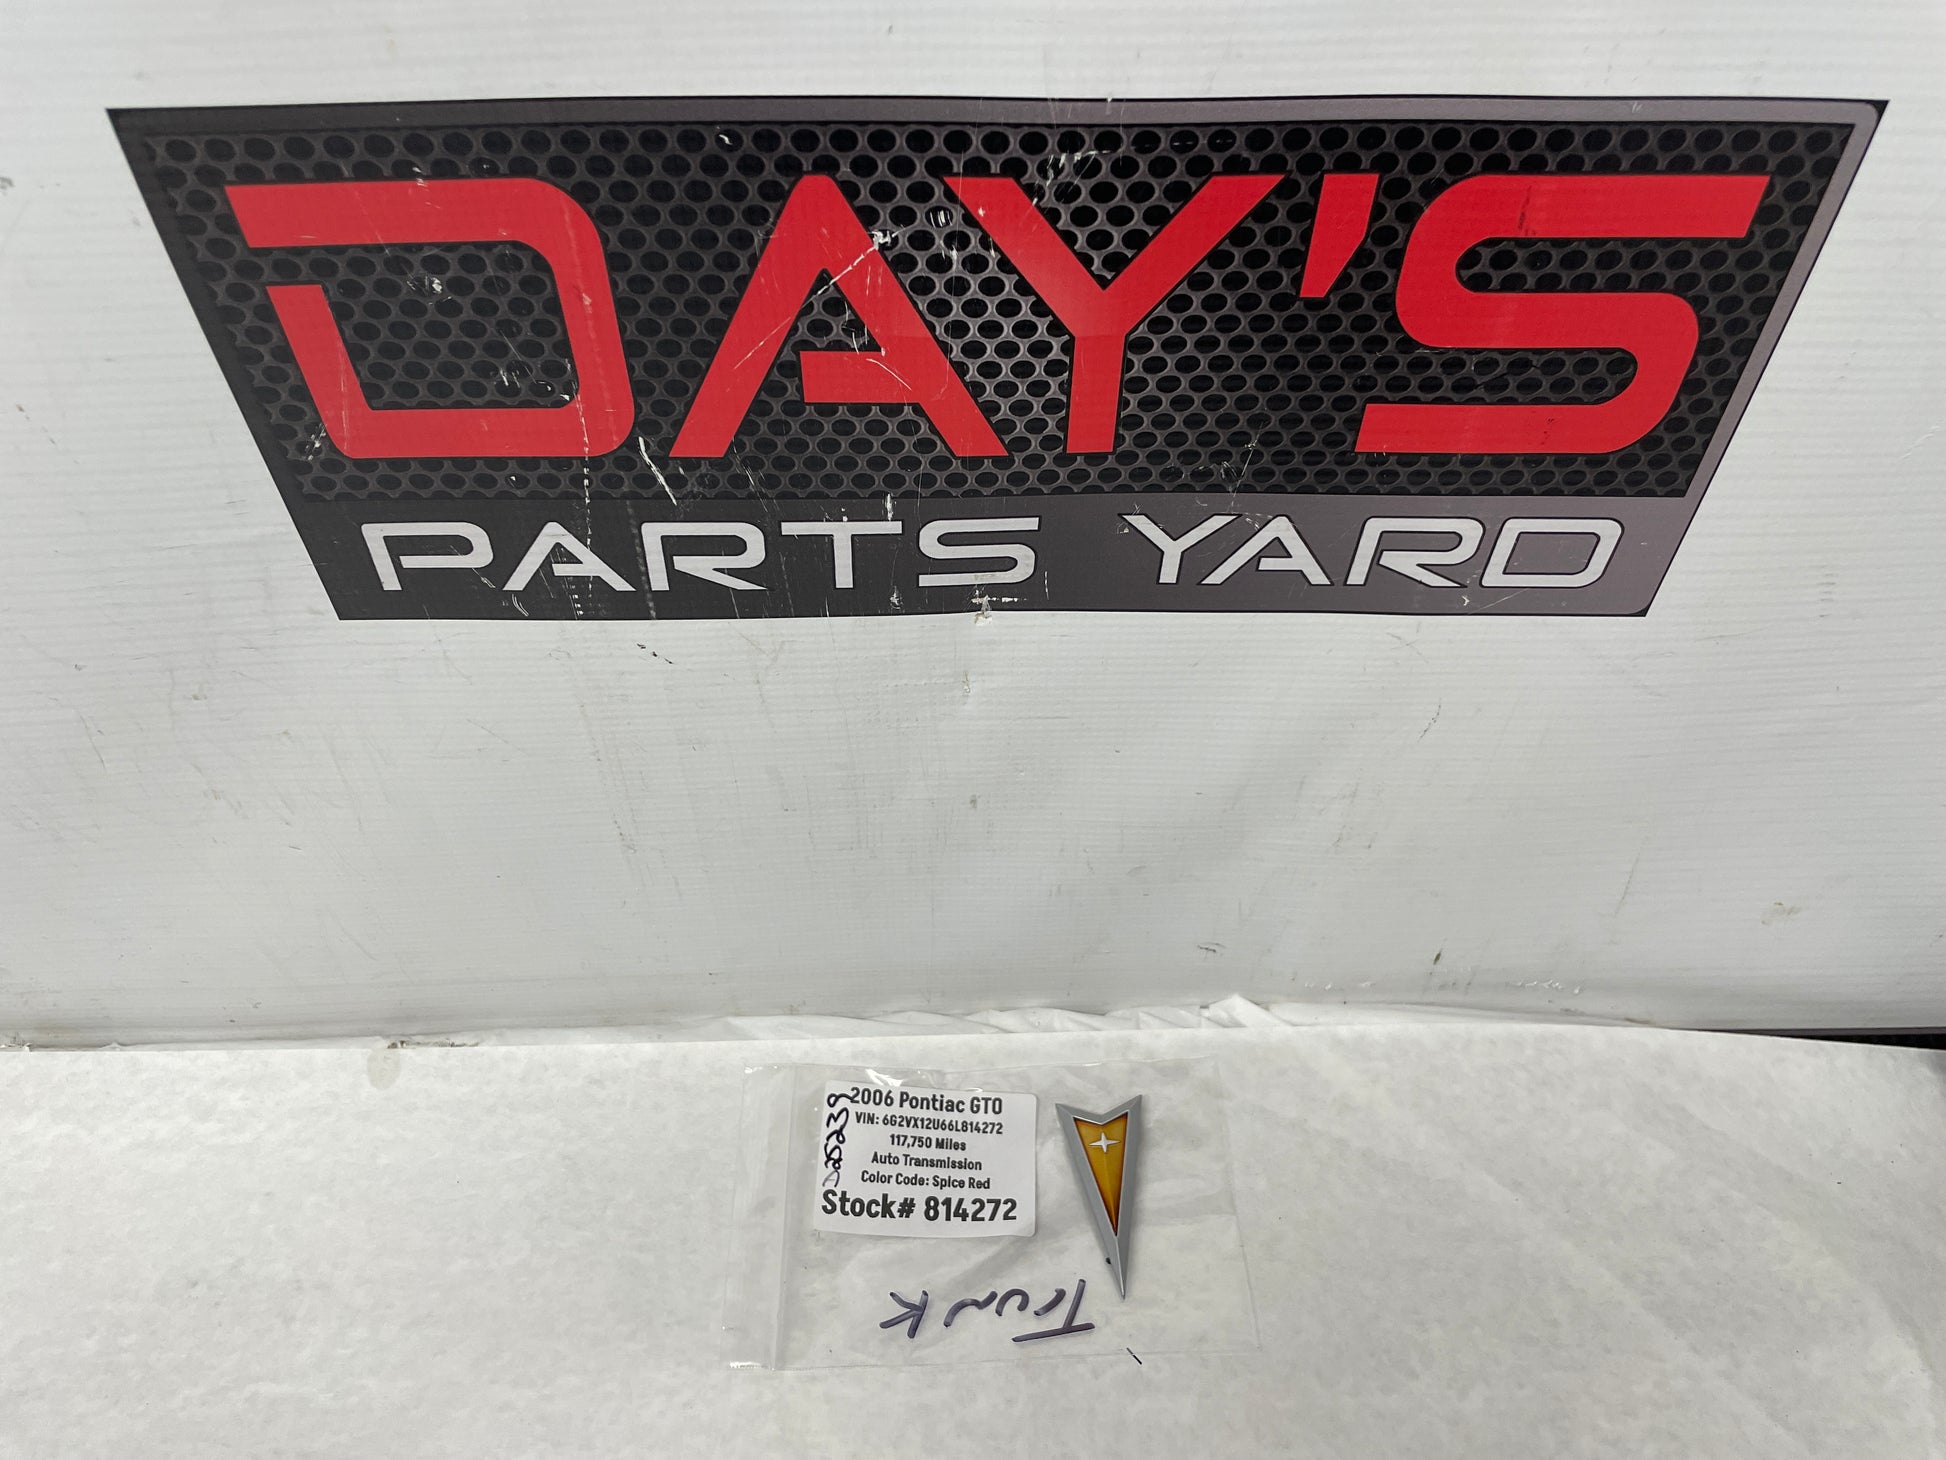 DAY'S
PARTS YARD
2006 Pontiac GTO
VIN: 6G2VX12U66L814272
117,750 Miles
Auto Transmission
Color Code: Spice Red
Stock# 814272
A25239
Trunk